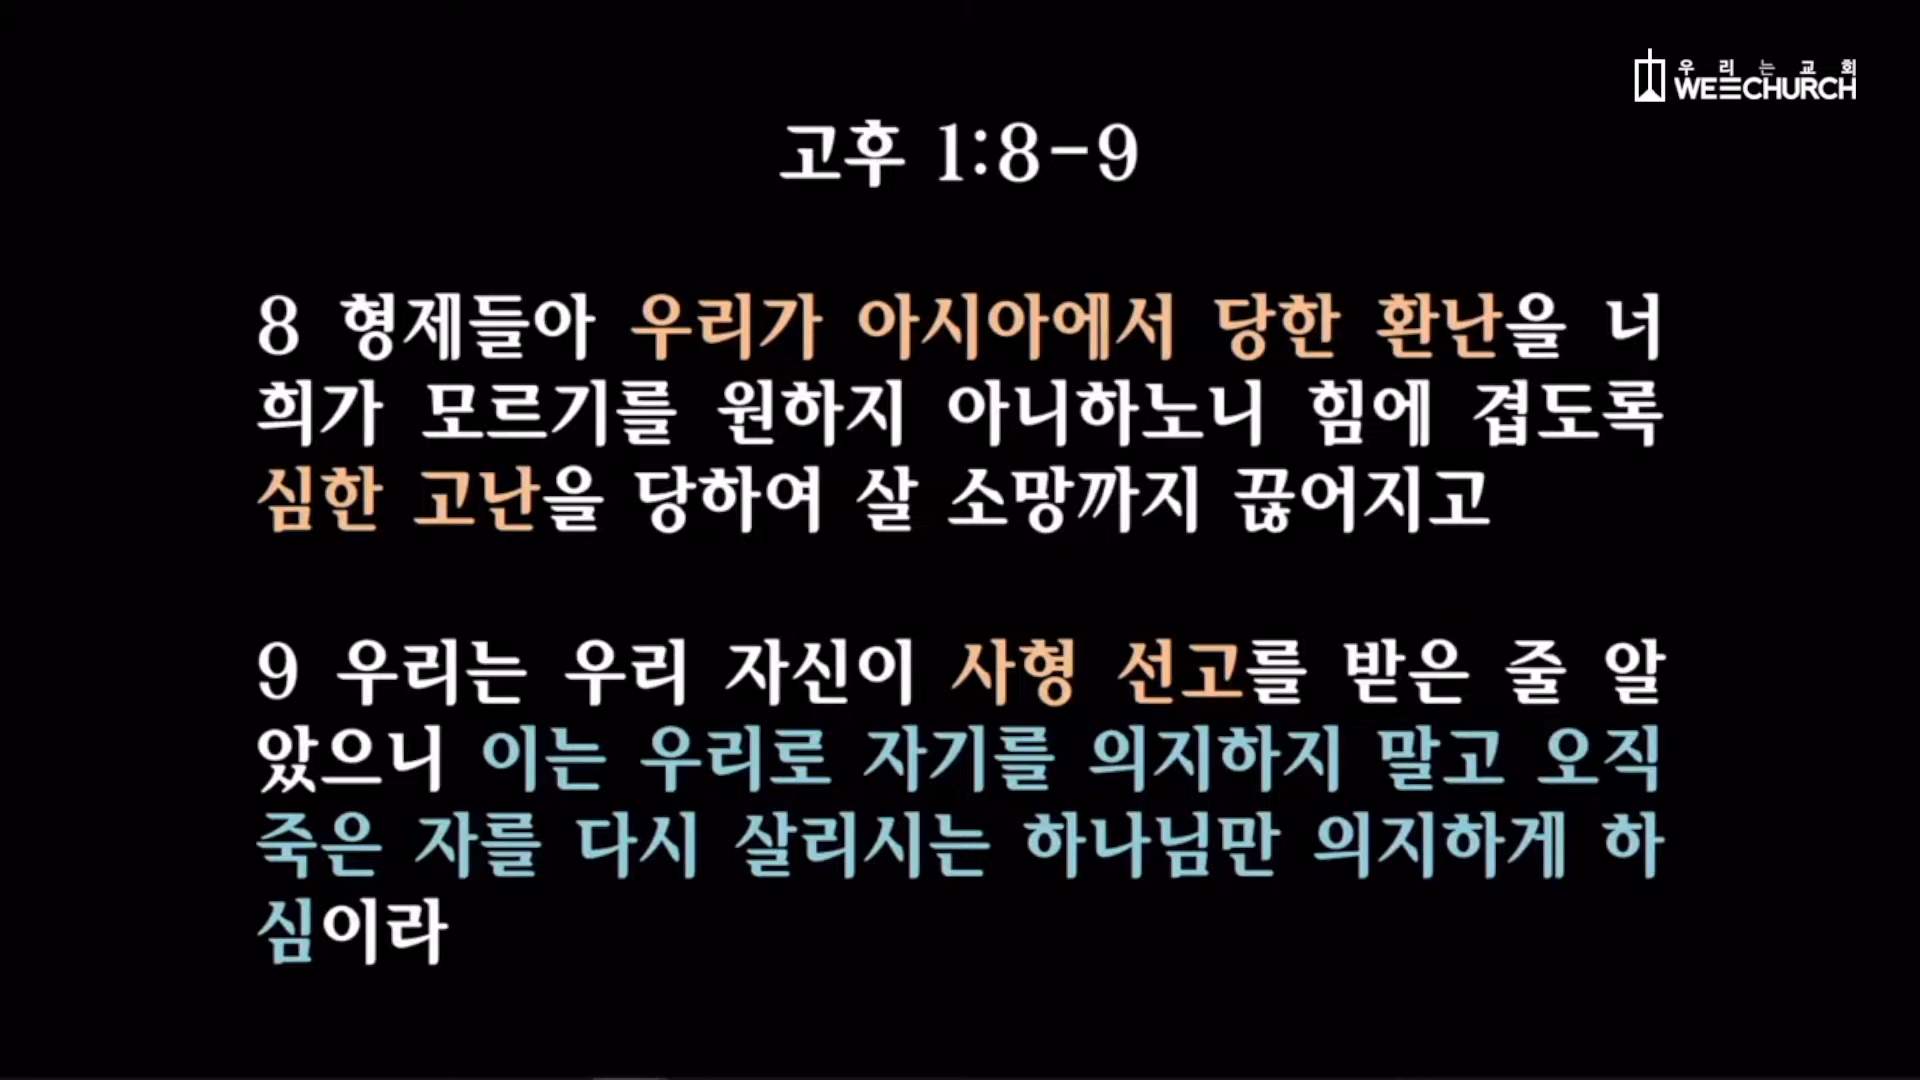 우리는교회
WEECHURCH
고후 1:8-9
8 형제들아 우리가 아시아에서 당한 환난을 너
희가 모르기를 원하지 아니하노니 힘에 겹도록
심한 고난을 당하여 살 소망까지 끊어지고
9 우리는 우리 자신이 사형 선고를 받은 줄 알
았으니 이는 우리로 자기를 의지하지 말고 오직
죽은 자를 다시 살리시는 하나님만 의지하게 하
심이라